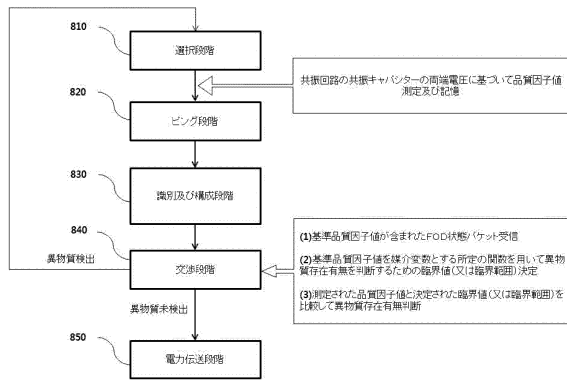 810
選択段階
共振回路の共振キャパシターの両端電圧に基づいて品質因子値
測定及び記憶
820
ピング段階
830
識別及び構成段階
840
(1)基準品質因子値が含まれたFOD状態パケット受信
異物質検出
交渉段階
(2)基準品質因子値を媒介変数とする所定の関数を用いて異物
質存在有無を判断するための臨界値(又は臨界範囲)決定
(3)測定された品質因子値と決定された臨界値(又は臨界範囲)を
比較して異物質存在有無判断
異物質未検出
850
電力伝送段階